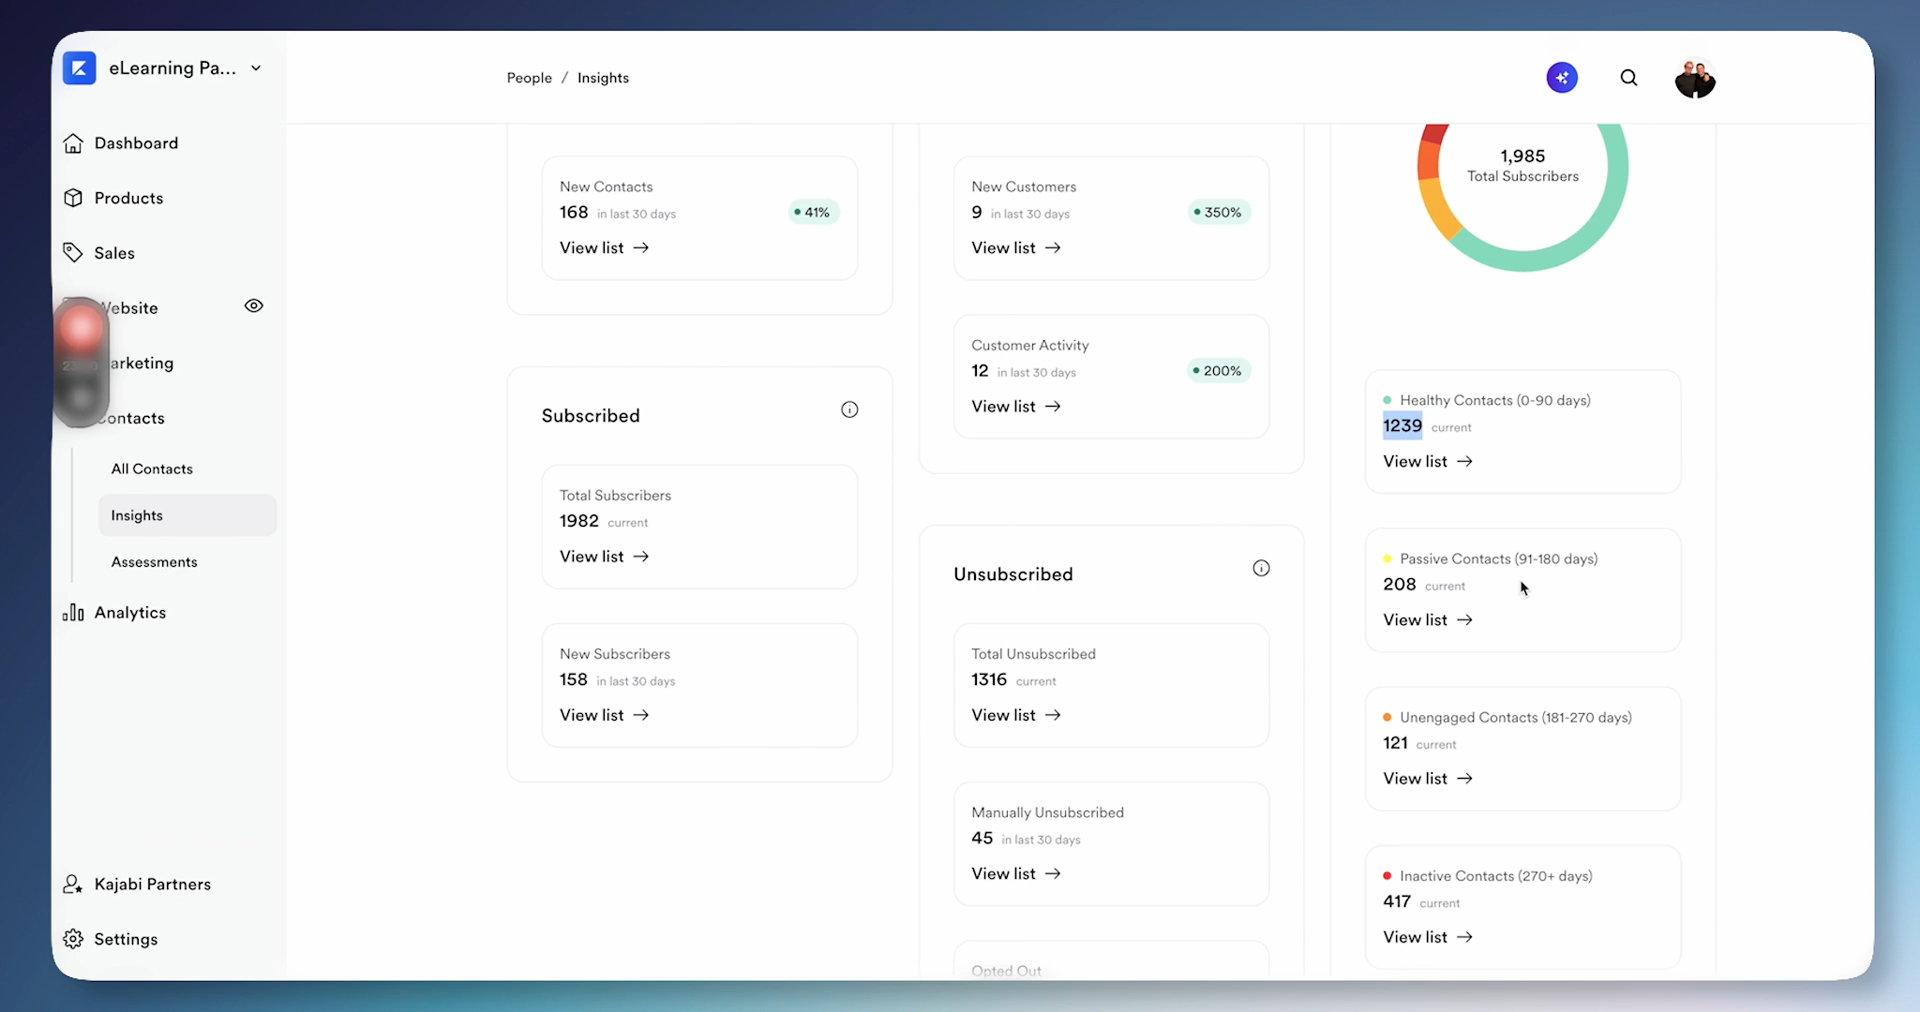 eLearning Pa...
People / Insights
Dashboard
Products
Sales
Website
arketing
ontacts
All Contacts
Insights
Assessments
Analytics
Kajabi Partners
Settings
New Contacts
168 in last 30 days
41%
View list →
Subscribed
Total Subscribers
1982 current
View list →
New Subscribers
158 in last 30 days
View list →
New Customers
9 in last 30 days
350%
View list →
Customer Activity
12 in last 30 days
200%
View list →
Unsubscribed
Total Unsubscribed
1316 current
View list →
Manually Unsubscribed
45 in last 30 days
View list →
Opted Out
1,985
Total Subscribers
Healthy Contacts (0-90 days)
1239 current
View list →
Passive Contacts (91-180 days)
208 current
View list →
Unengaged Contacts (181-270 days)
121 current
View list →
Inactive Contacts (270+ days)
417 current
View list →